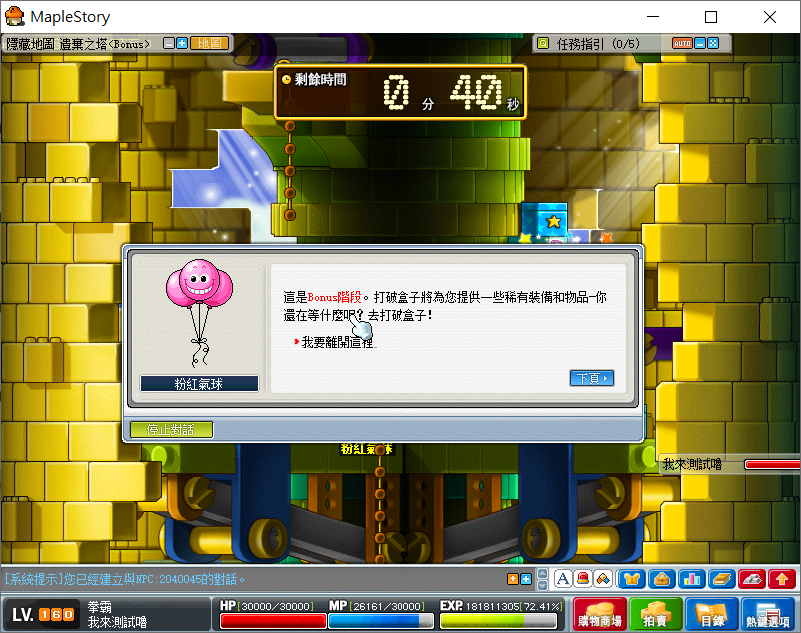 MapleStory
隱藏地圖 遺棄之塔<Bonus>
地圖
任務指引 (0/5)
AUTO
剩餘時間
0 分 40 秒
這是Bonus階段。打破盒子將為您提供一些稀有裝備和物品-你
還在等什麼吧? 去打破盒子!
我要離開這裡
粉紅氣球
下頁
停止對話
粉紅氣球
我來測試嚕
[系統提示]您已經建立與NPC:2040045的對話。
A
LV. 160
拳霸
我來測試嚕
HP[30000/30000]
MP[26161/30000]
EXP. 181811305[72.41%]
購物商場
拍賣
目錄
熱鍵選項